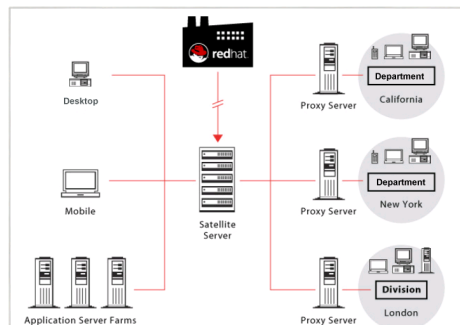 redhat.
Desktop
Mobile
Application Server Farms
Satellite
Server
Proxy Server
Department
California
Proxy Server
Department
New York
Proxy Server
Division
London